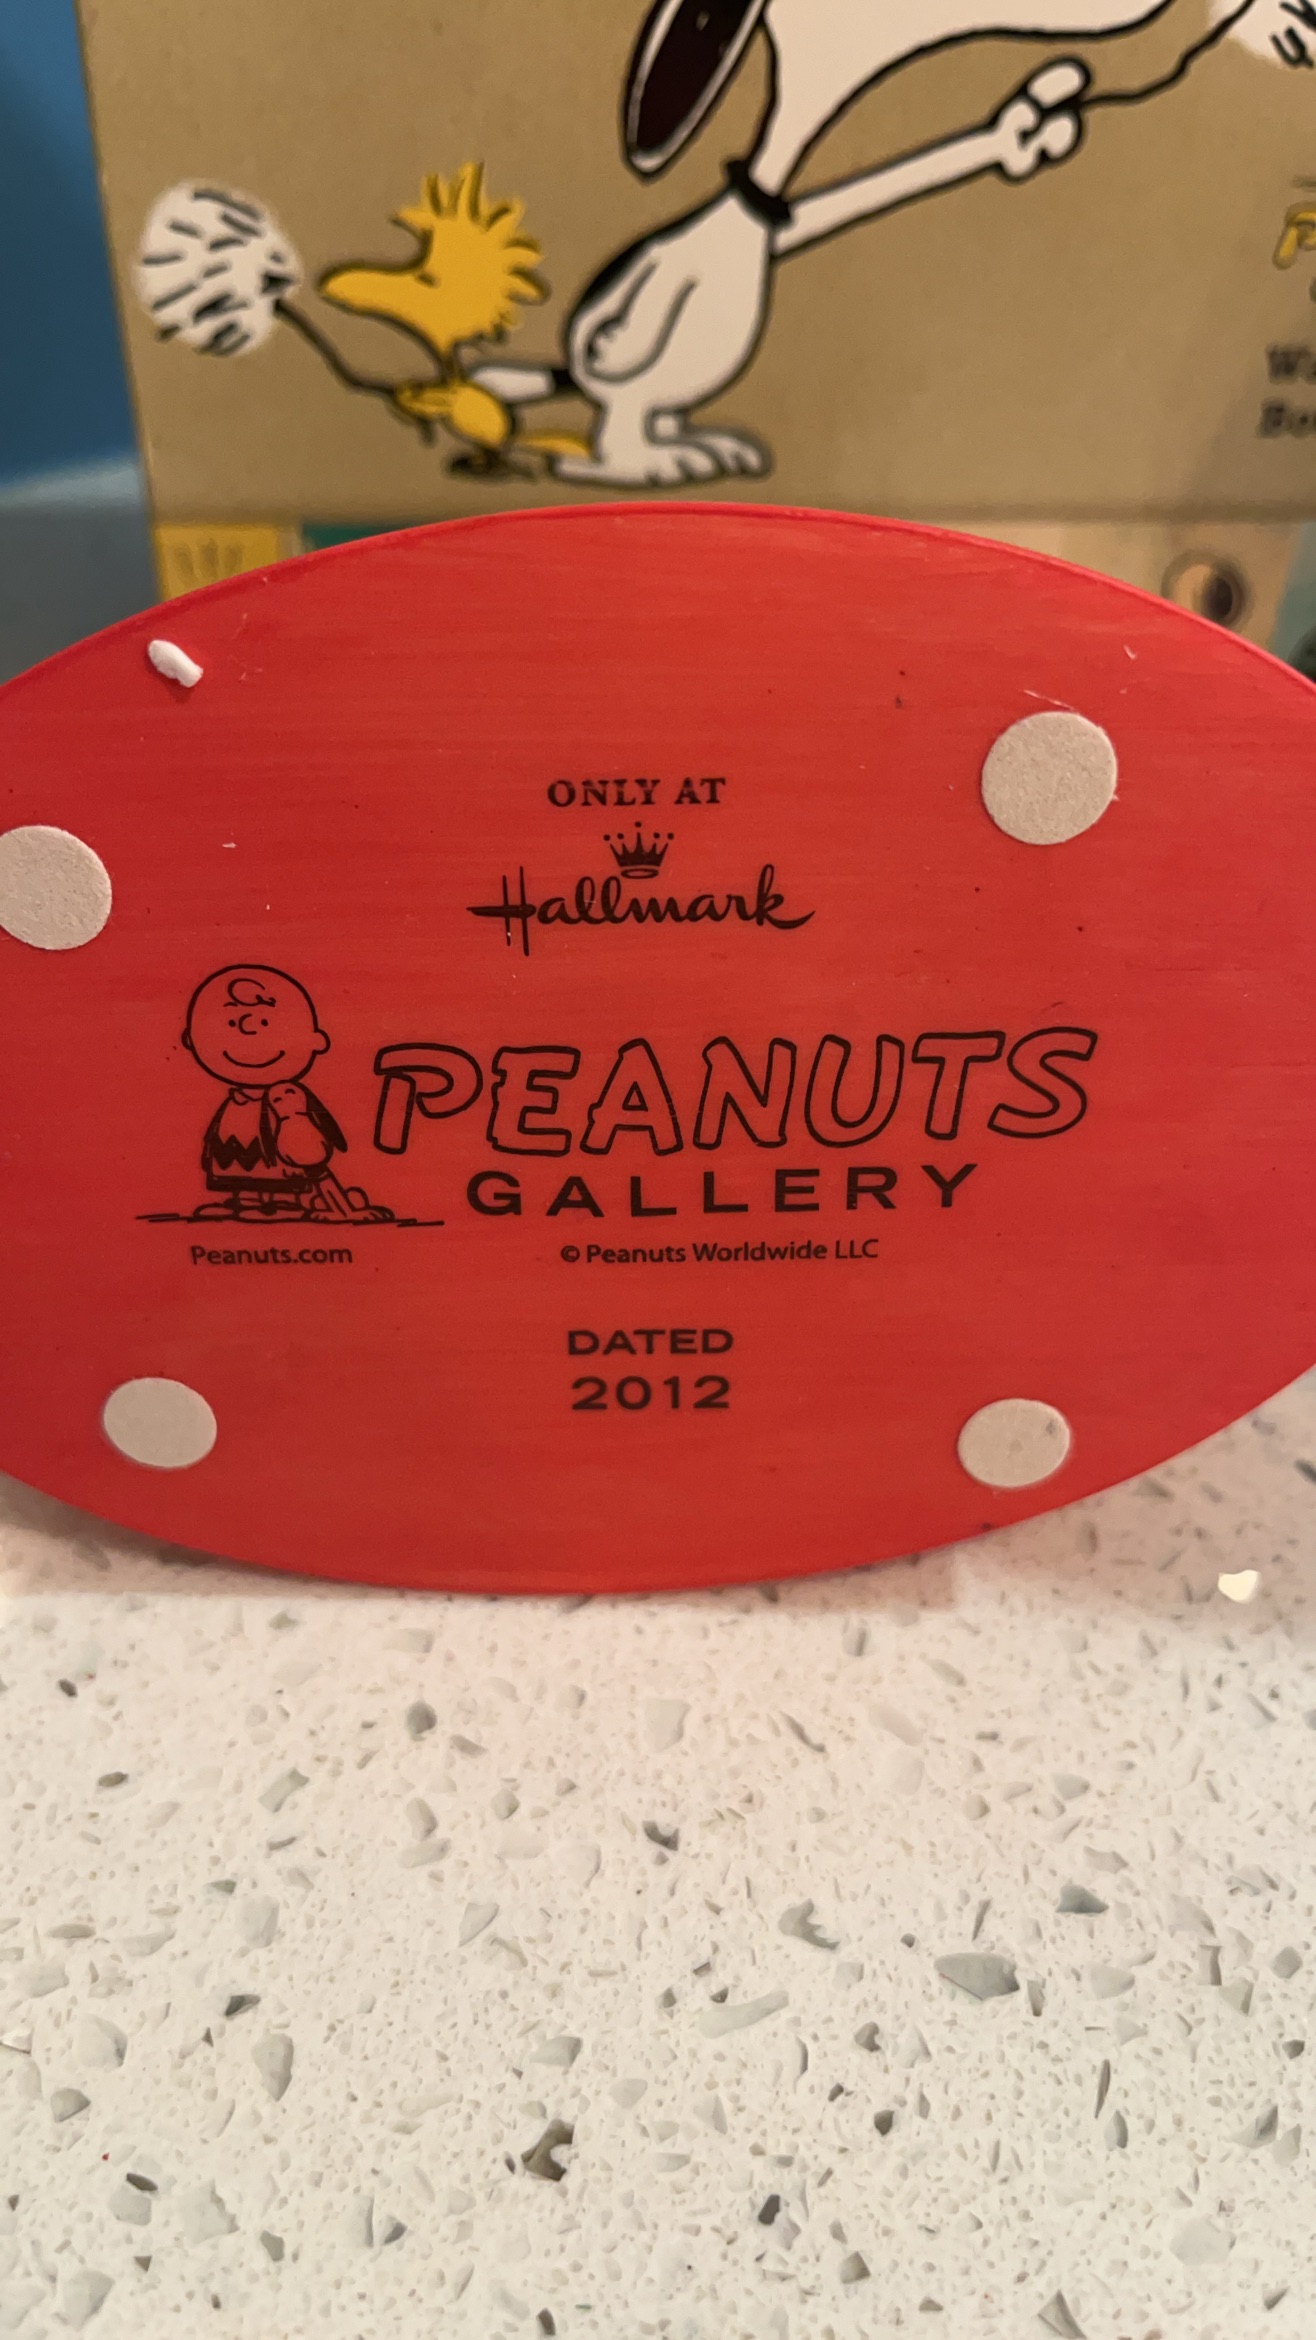 ONLY AT
Hallmark
PEANUTS
GALLERY
Peanuts.com
© Peanuts Worldwide LLC
DATED
2012